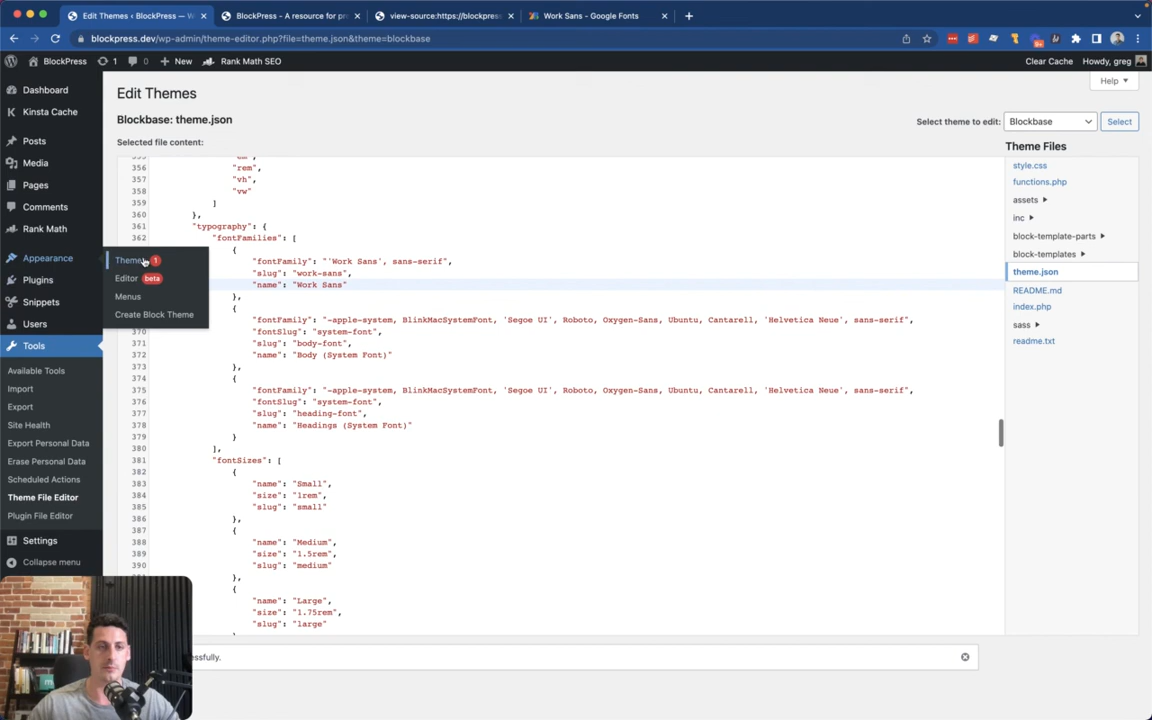 Edit Themes ‹ BlockPress — W
BlockPress - A resource for pr
view-source:https://blockpress
Work Sans - Google Fonts
blockpress.dev/wp-admin/theme-editor.php?file=theme.json&theme=blockbase
BlockPress
1
0
New
Rank Math SEO
Clear Cache
Howdy, greg
Help
Dashboard
Kinsta Cache
Posts
Media
Pages
Comments
Rank Math
Appearance
Plugins
Snippets
Users
Tools
Available Tools
Import
Export
Site Health
Export Personal Data
Erase Personal Data
Scheduled Actions
Theme File Editor
Plugin File Editor
Settings
Collapse menu
Themes 1
Editor beta
Menus
Create Block Theme
Edit Themes
Blockbase: theme.json
Selected file content:
Select theme to edit:
Blockbase
Select
356 "rem",
357 "vh",
358 "vw"
359 ]
360 },
361 "typography": {
362 "fontFamilies": [
{
"fontFamily": "'Work Sans', sans-serif",
"slug": "work-sans",
"name": "Work Sans"
},
{
"fontFamily": "-apple-system, BlinkMacSystemFont, 'Segoe UI', Roboto, Oxygen-Sans, Ubuntu, Cantarell, 'Helvetica Neue', sans-serif",
370 "fontSlug": "system-font",
371 "slug": "body-font",
372 "name": "Body (System Font)"
373 },
374 {
375 "fontFamily": "-apple-system, BlinkMacSystemFont, 'Segoe UI', Roboto, Oxygen-Sans, Ubuntu, Cantarell, 'Helvetica Neue', sans-serif",
376 "fontSlug": "system-font",
377 "slug": "heading-font",
378 "name": "Headings (System Font)"
379 }
380 ],
381 "fontSizes": [
382 {
383 "name": "Small",
384 "size": "1rem",
385 "slug": "small"
386 },
387 {
388 "name": "Medium",
389 "size": "1.5rem",
"slug": "medium"
},
{
"name": "Large",
"size": "1.75rem",
"slug": "large"
Theme Files
style.css
functions.php
assets
inc
block-template-parts
block-templates
theme.json
README.md
index.php
sass
readme.txt
ssfully.